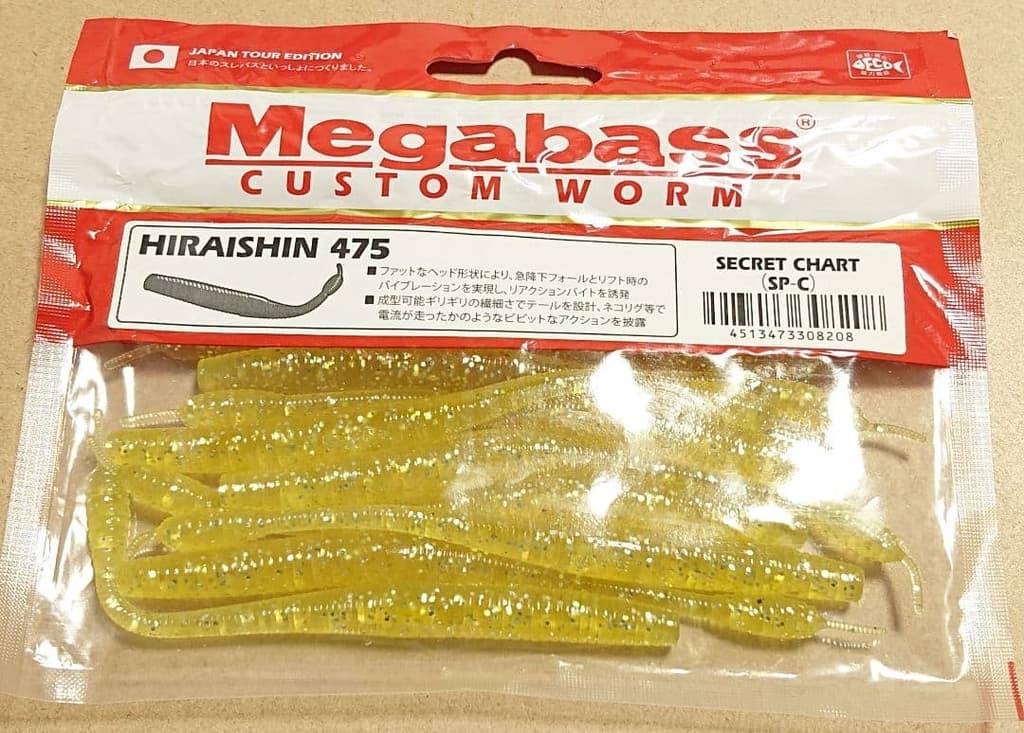 JAPAN TOUR EDITION
日本のスレバスといっしょにつくりました。
FECO
Megabass®
CUSTOM WORM
HIRAISHIN 475
■ファットなヘッド形状により、急降下フォールとリフト時の
バイブレーションを実現し、リアクションバイトを誘発
■成型可能ギリギリの繊細さでテールを設計、ネコリグ等で
電流が走ったかのようなビビットなアクションを披露
SECRET CHART
(SP-C)
4513473308208